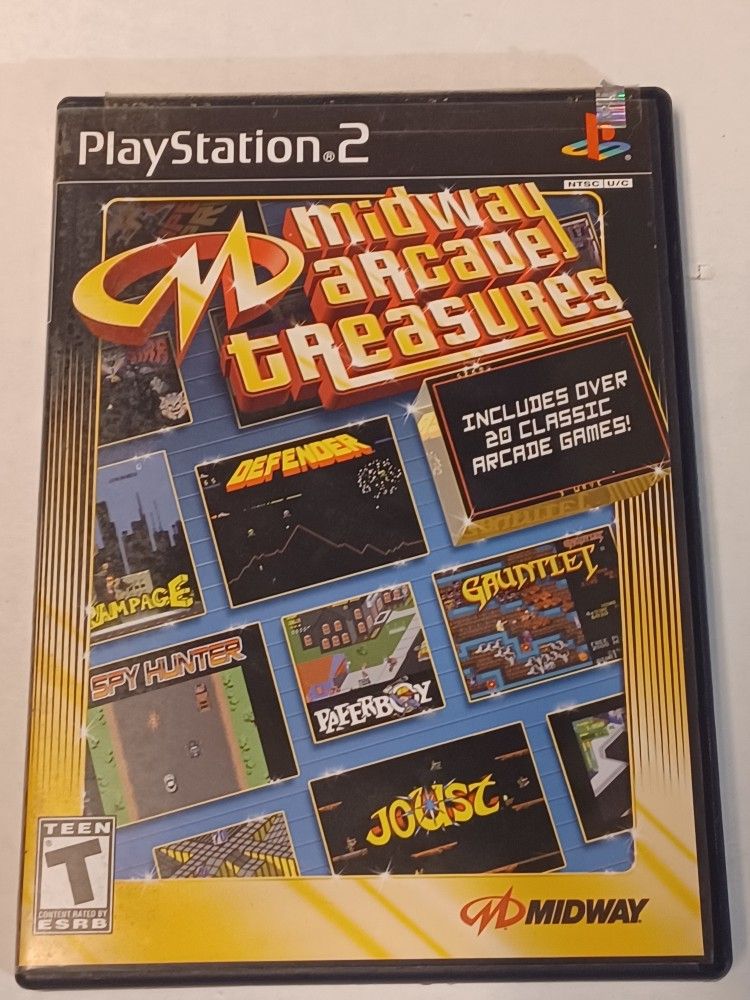 PlayStation®2
NTSC U/C
midway
arcade
treasures
INCLUDES OVER
20 CLASSIC
ARCADE GAMES!
DEFENDER
RAMPAGE
GAUNTLET
SPY HUNTER
PAPERBOY
JOUST
TEEN
T
CONTENT RATED BY
ESRB
MIDWAY